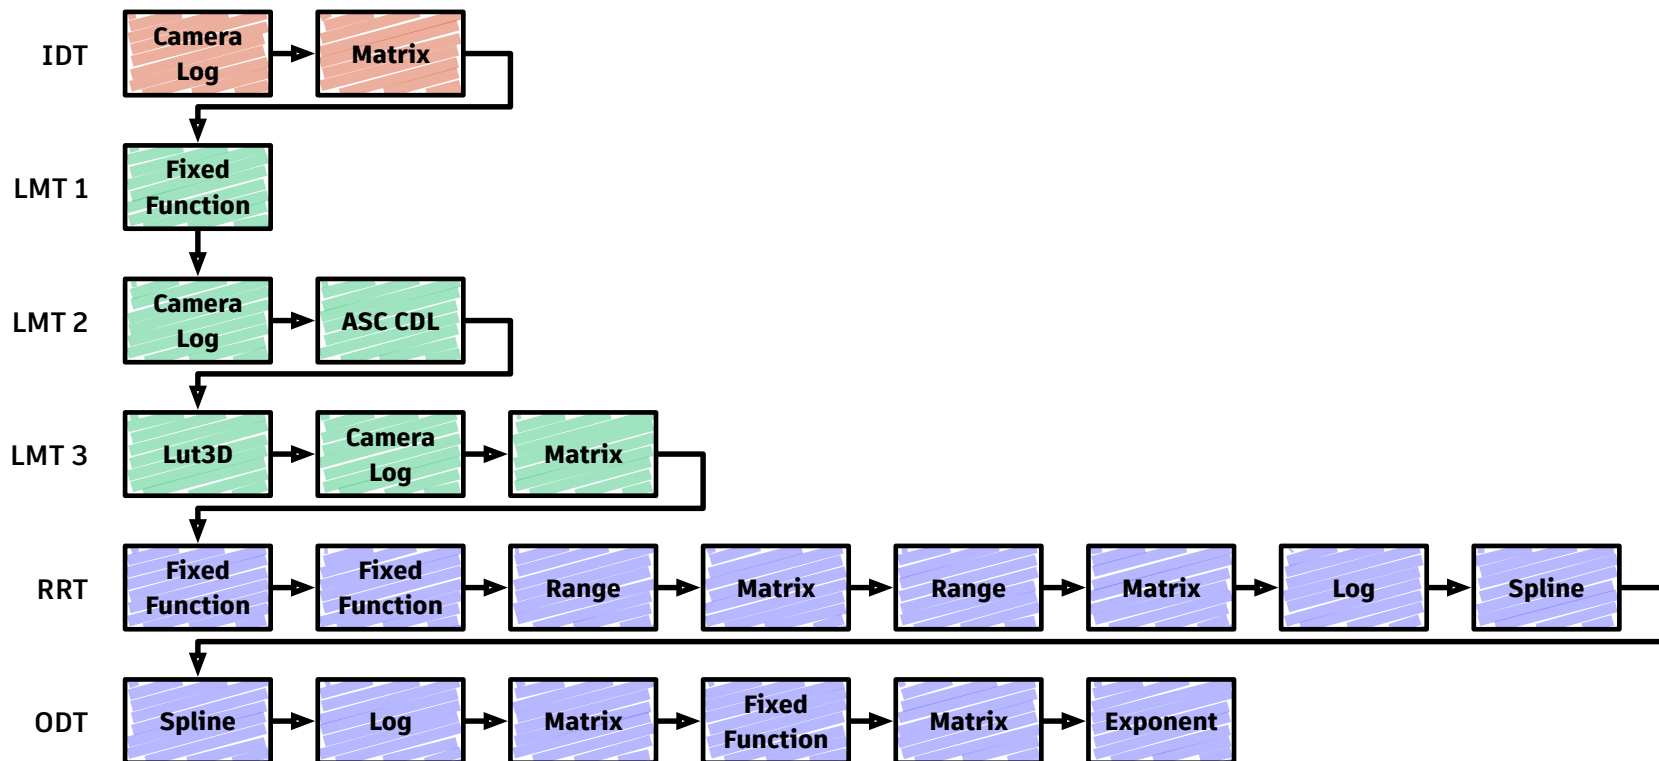 IDT
Camera
Log
Matrix
LMT 1
Fixed
Function
LMT 2
Camera
Log
ASC CDL
LMT 3
Lut3D
Camera
Log
Matrix
RRT
Fixed
Function
Fixed
Function
Range
Matrix
Range
Matrix
Log
Spline
ODT
Spline
Log
Matrix
Fixed
Function
Matrix
Exponent